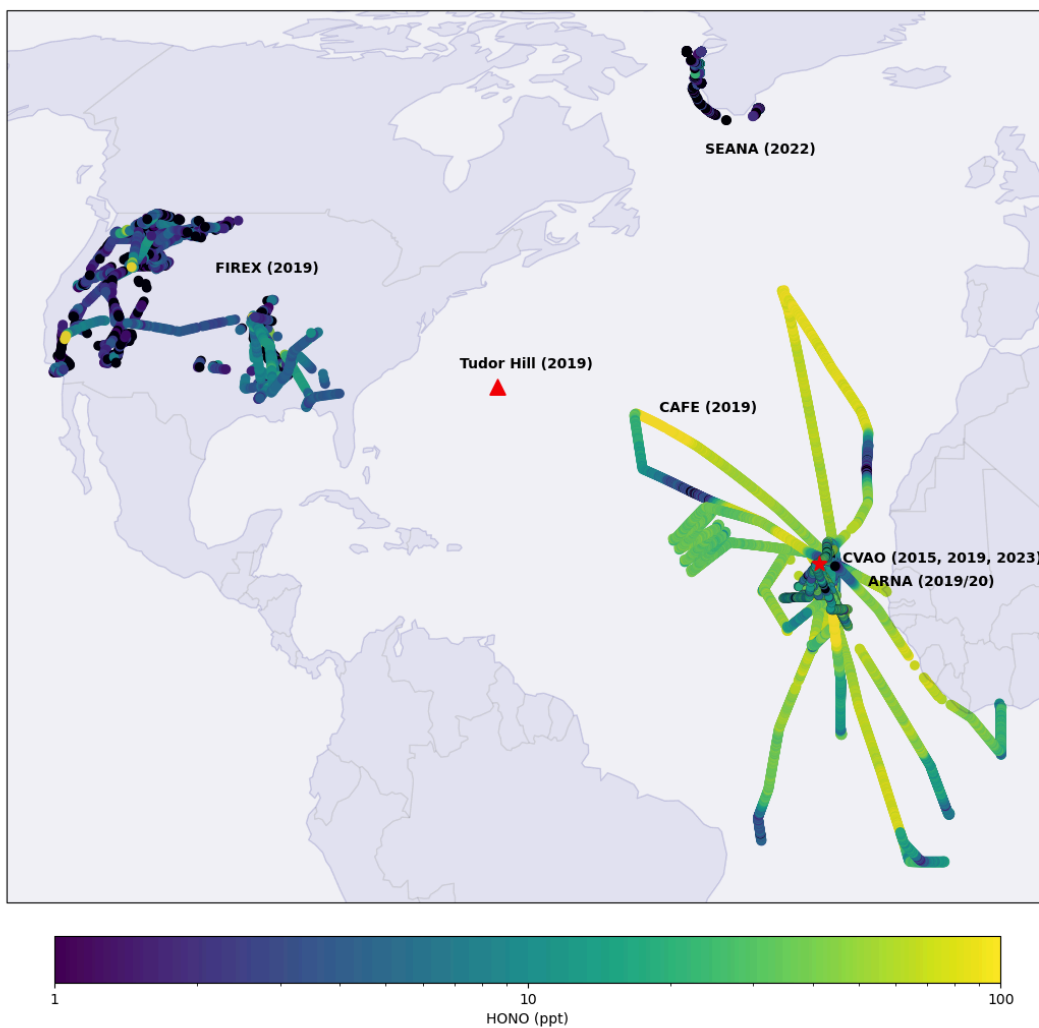 SEANA (2022)
FIREX (2019)
Tudor Hill (2019)
CAFE (2019)
CVAO (2015, 2019, 2023)
ARNA (2019/20)
1 10 100
HONO (ppt)